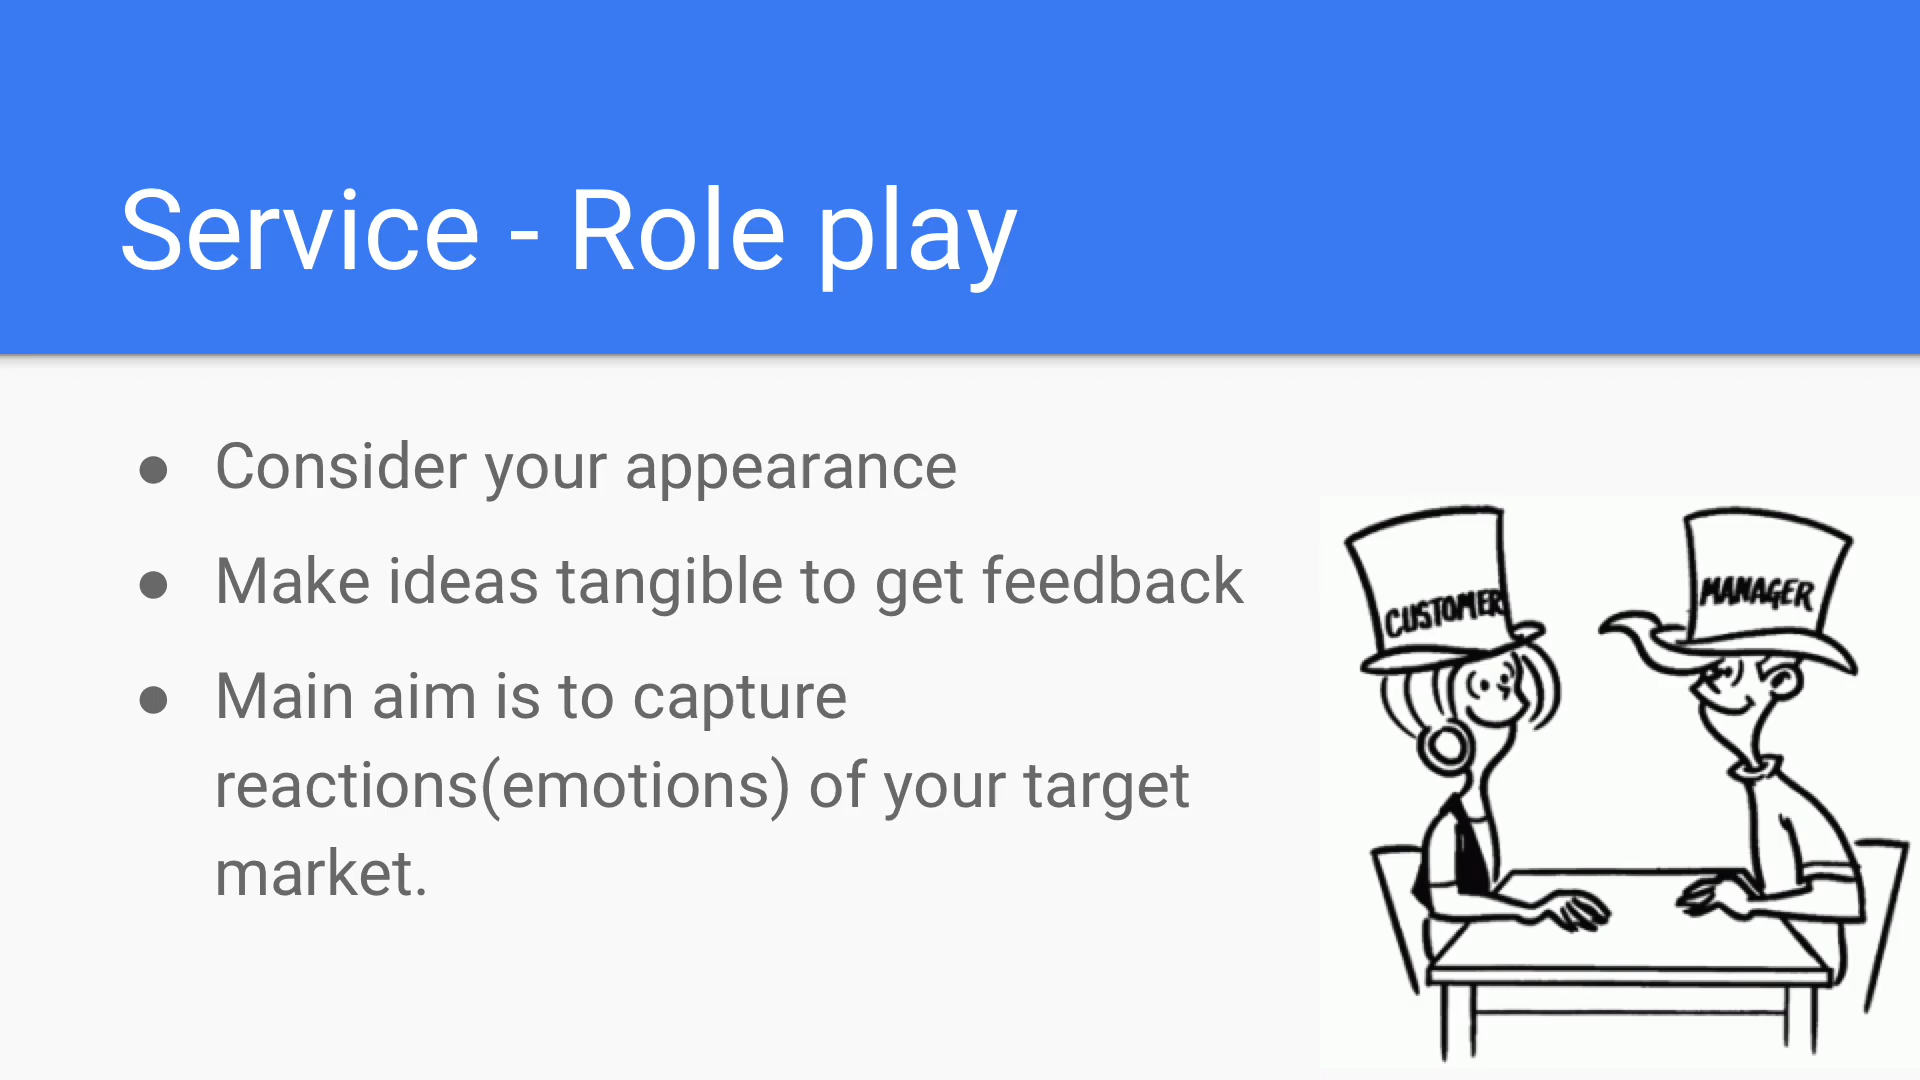 Service - Role play
● Consider your appearance
● Make ideas tangible to get feedback
● Main aim is to capture
reactions(emotions) of your target
market.
CUSTOMER
MANAGER